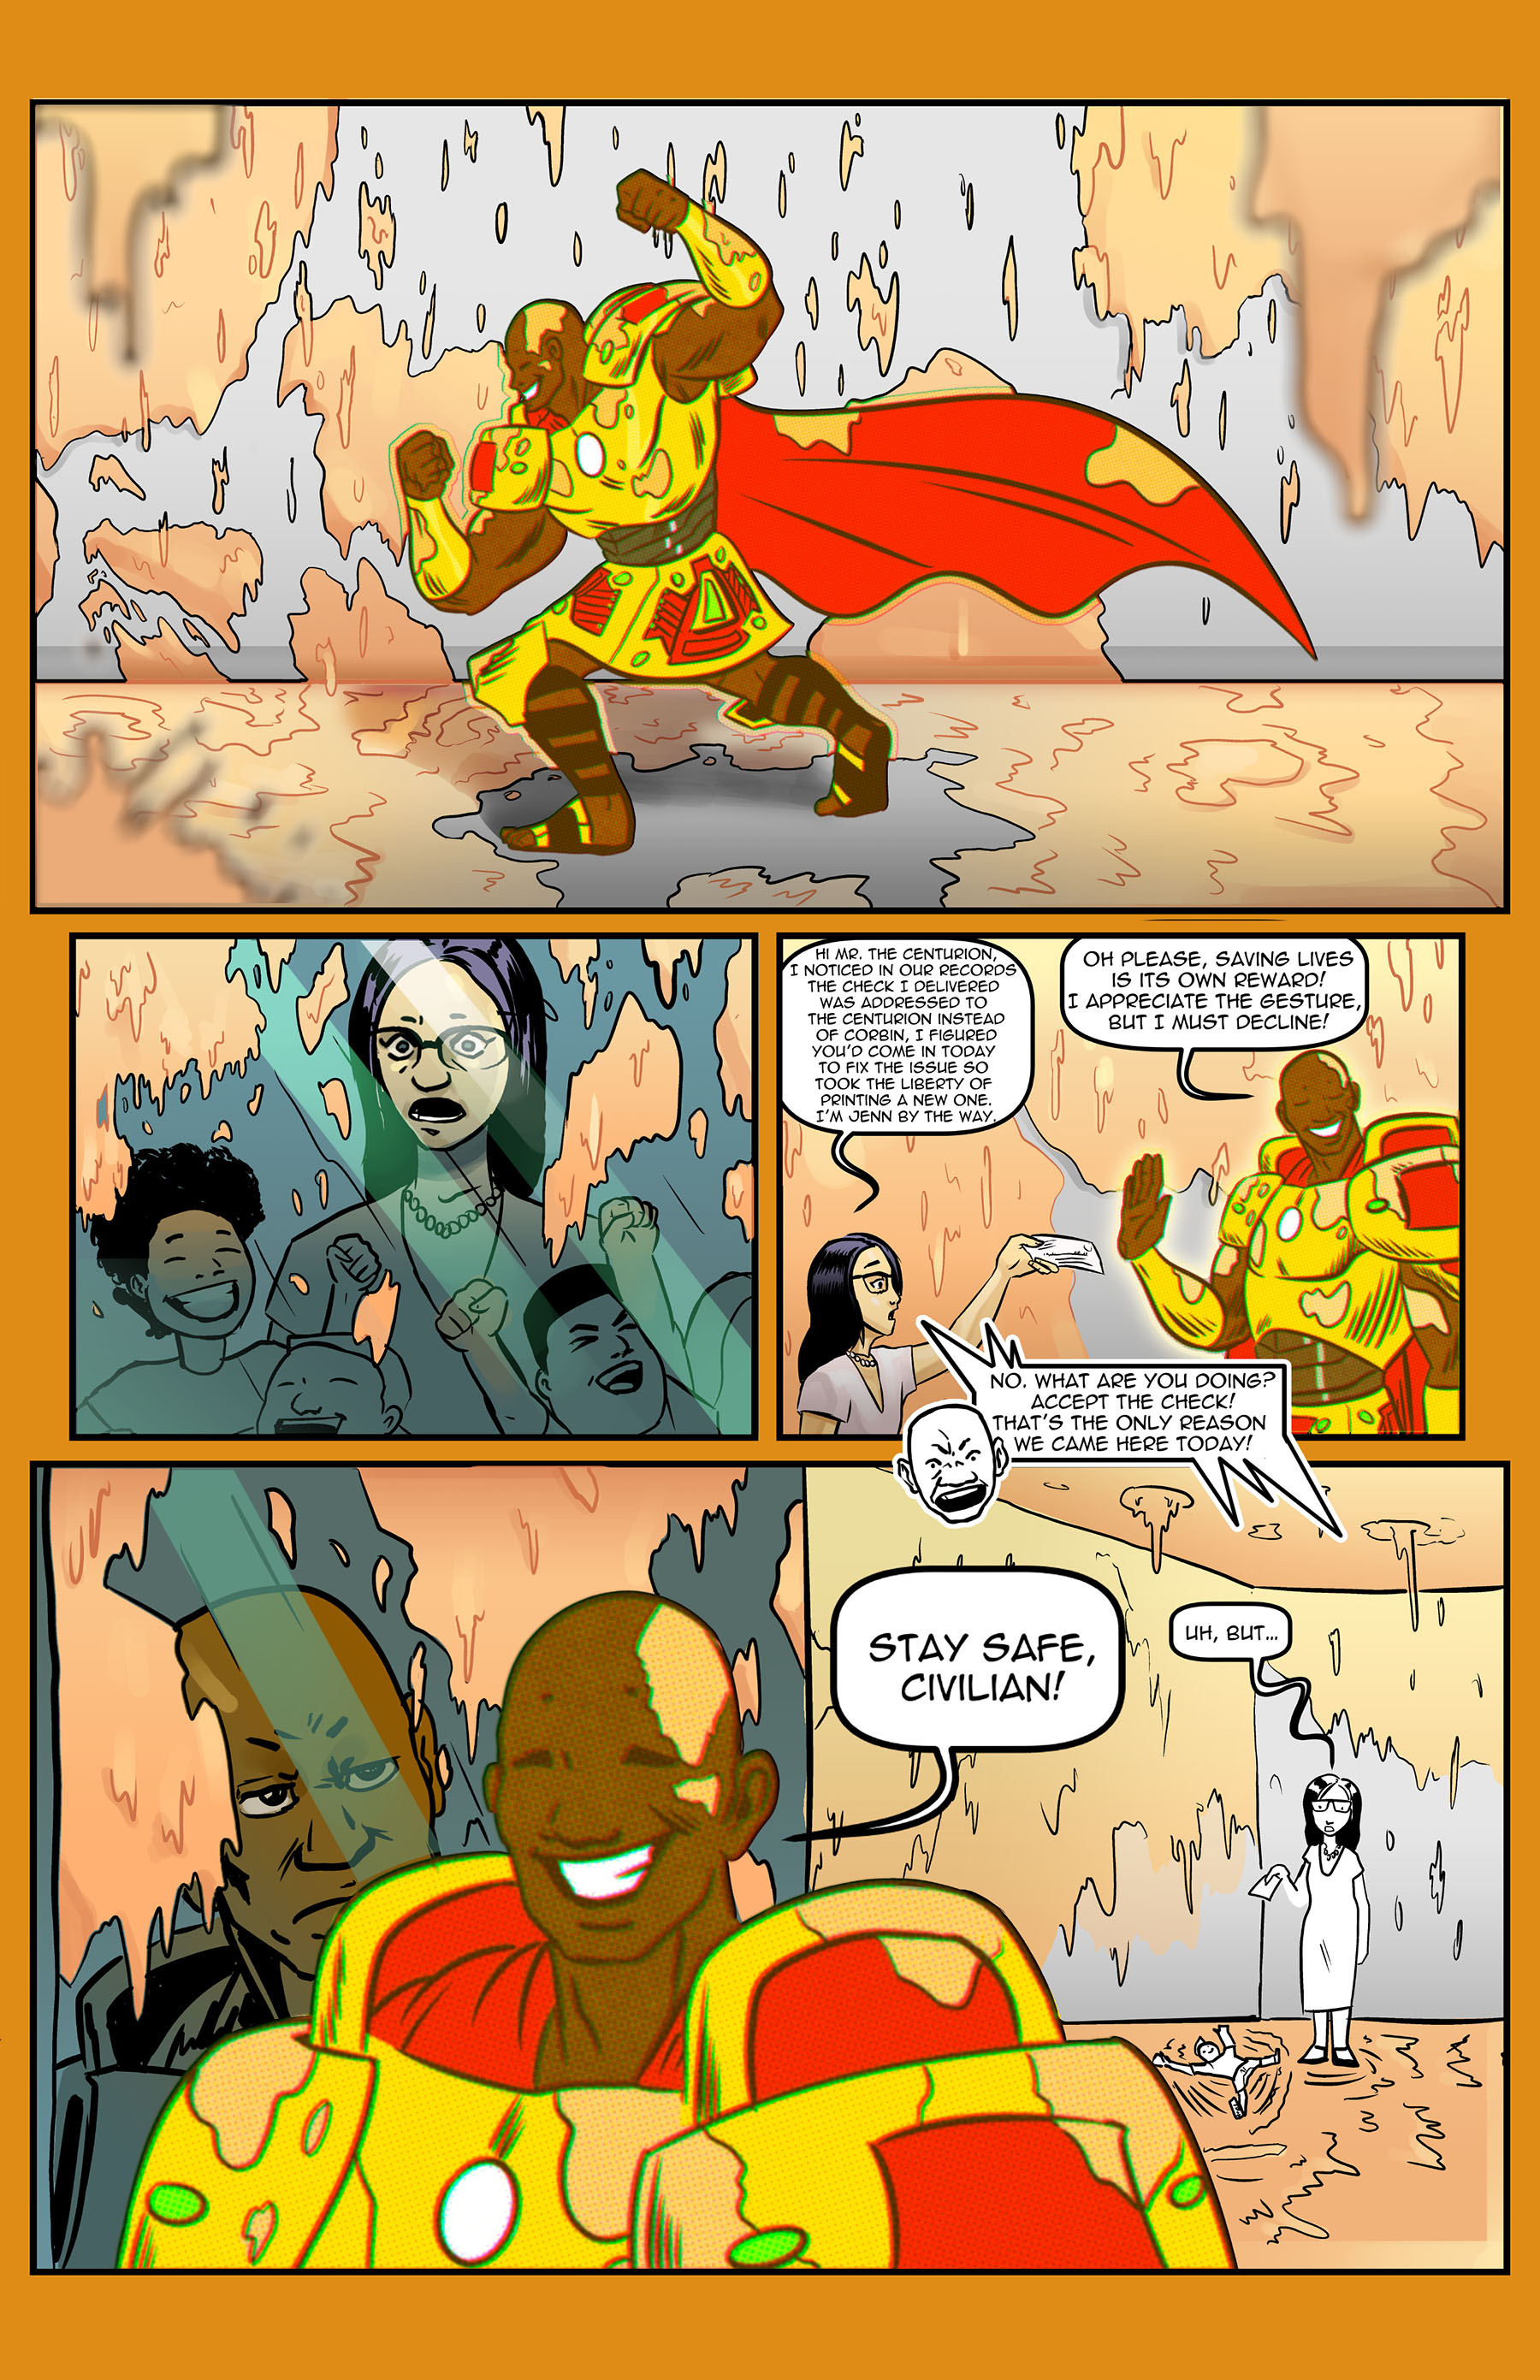 HI MR. THE CENTURION,
I NOTICED IN OUR RECORDS
THE CHECK I DELIVERED
WAS ADDRESSED TO
THE CENTURION INSTEAD
OF CORBIN, I FIGURED
YOU'D COME IN TODAY
TO FIX THE ISSUE SO
TOOK THE LIBERTY OF
PRINTING A NEW ONE.
I'M JENN BY THE WAY.
OH PLEASE, SAVING LIVES
IS ITS OWN REWARD!
I APPRECIATE THE GESTURE,
BUT I MUST DECLINE!
NO. WHAT ARE YOU DOING?
ACCEPT THE CHECK!
THAT'S THE ONLY REASON
WE CAME HERE TODAY!
STAY SAFE,
CIVILIAN!
UH, BUT...